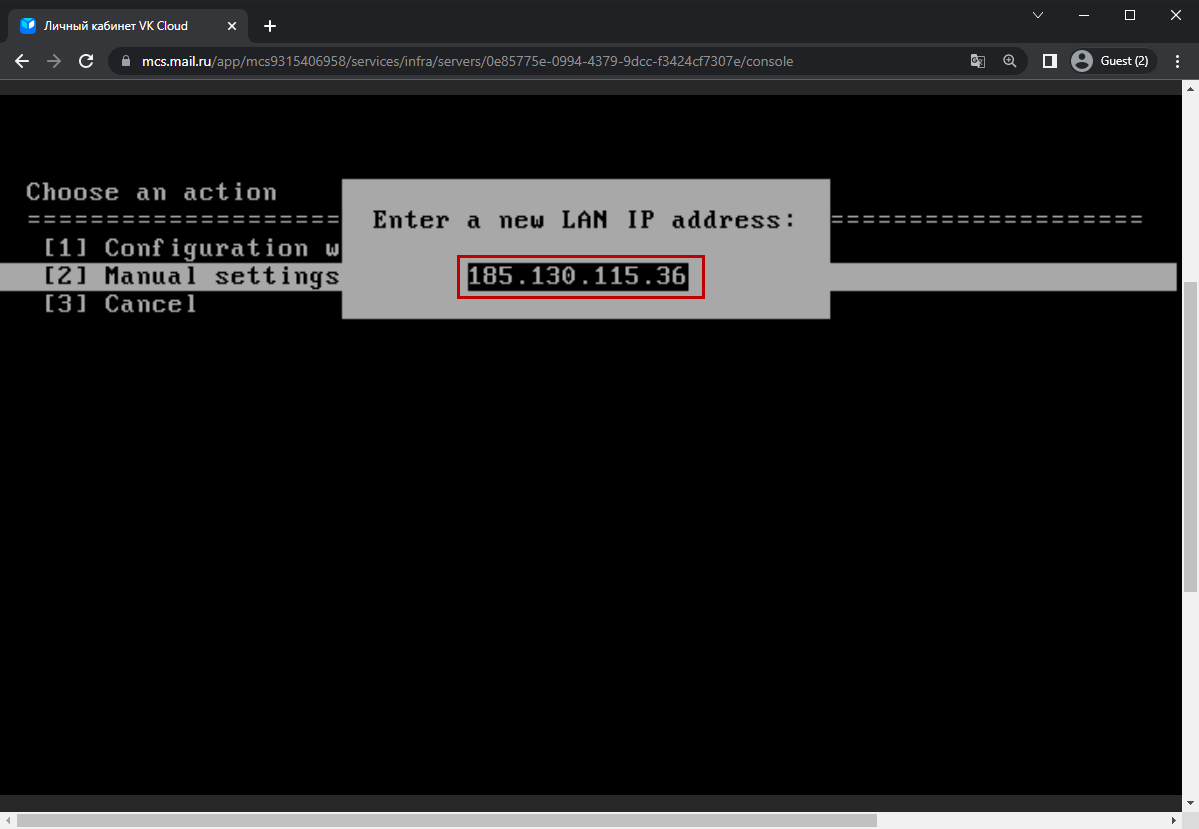 Личный кабинет VK Cloud
mcs.mail.ru/app/mcs9315406958/services/infra/servers/0e85775e-0994-4379-9dcc-f3424cf7307e/console
Guest (2)
Choose an action
Enter a new LAN IP address:
========================================
[1] Configuration w
[2] Manual settings
185.130.115.36
[3] Cancel